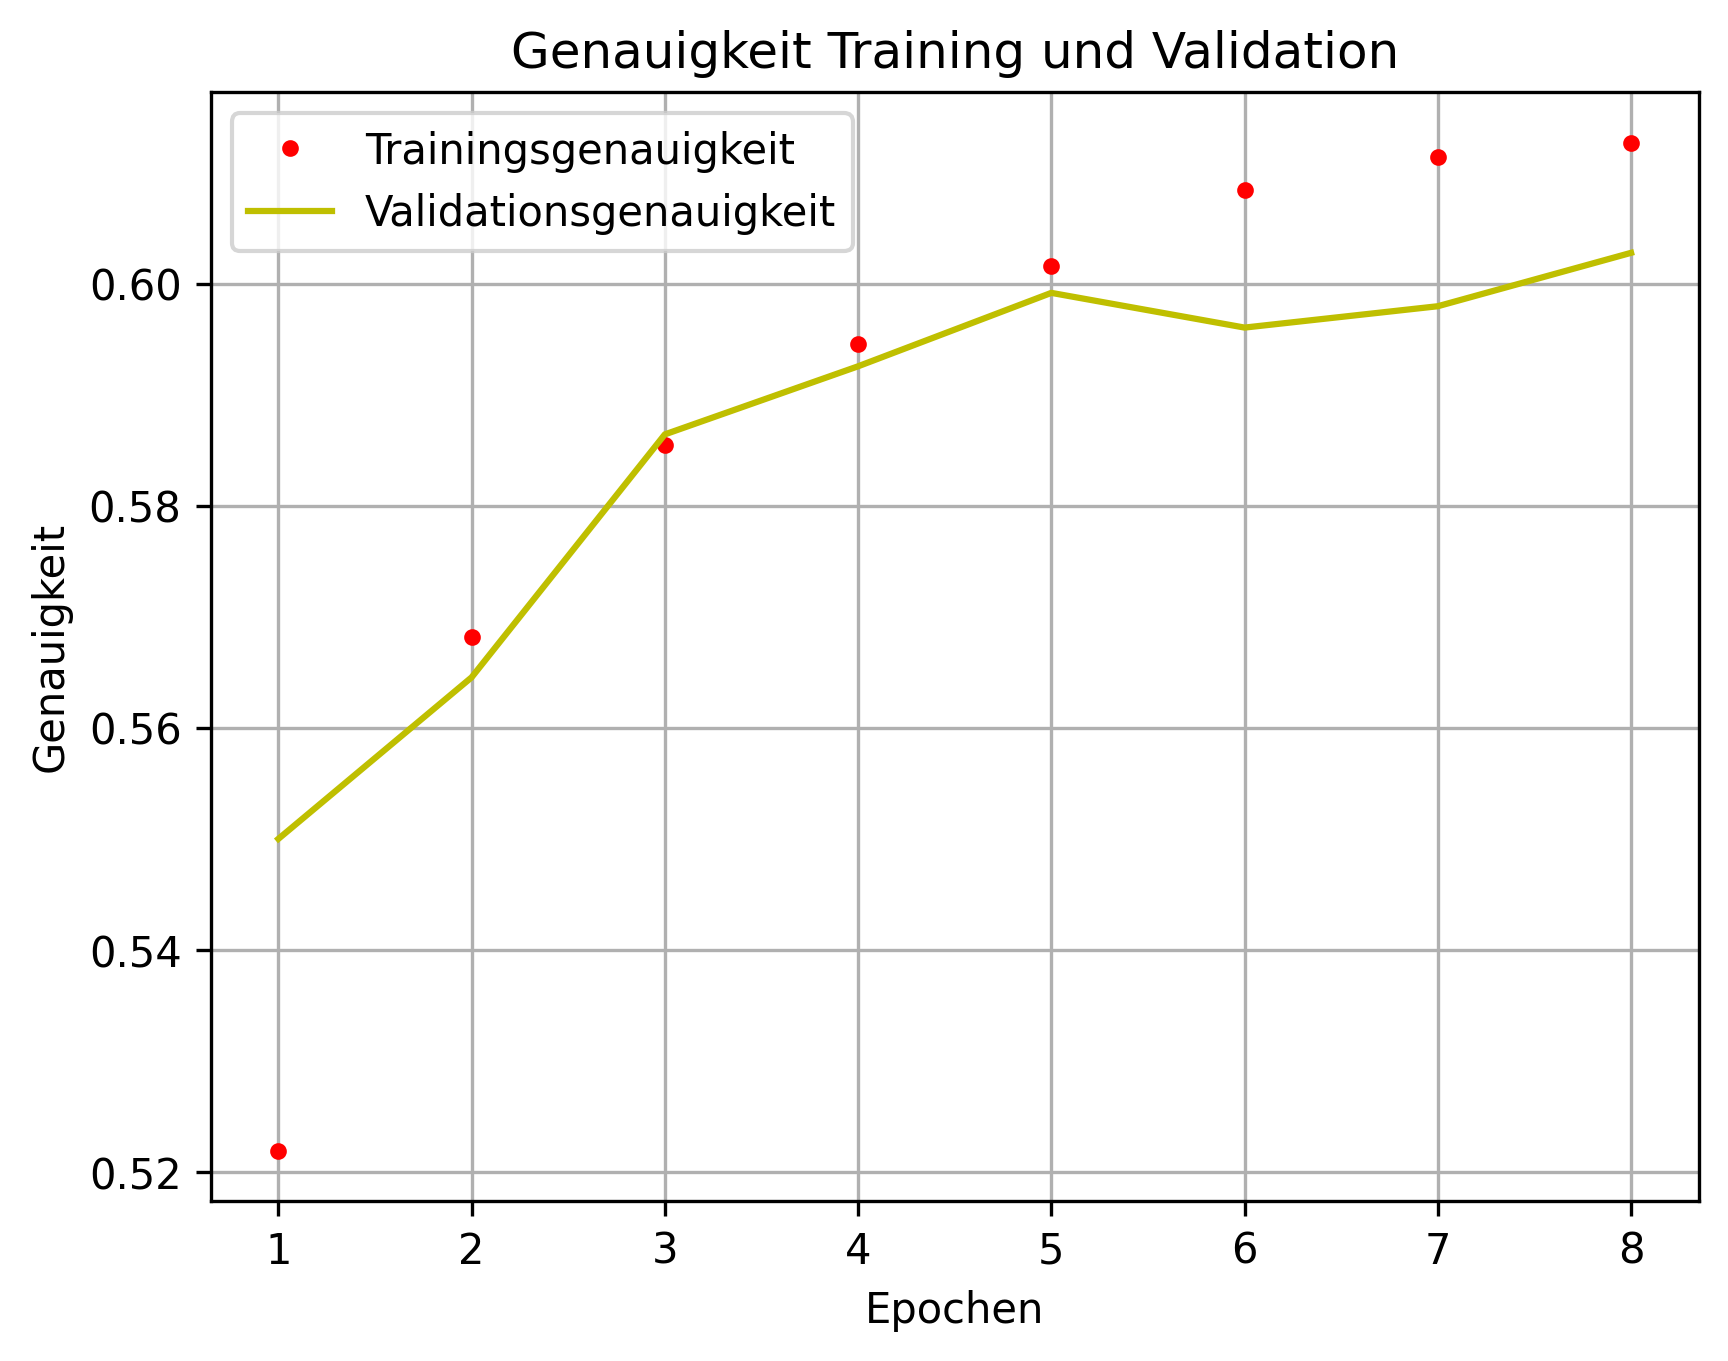 Genauigkeit Training und Validation
Trainingsgenauigkeit
Validationsgenauigkeit
Genauigkeit
0.60
0.58
0.56
0.54
0.52
1 2 3 4 5 6 7 8
Epochen